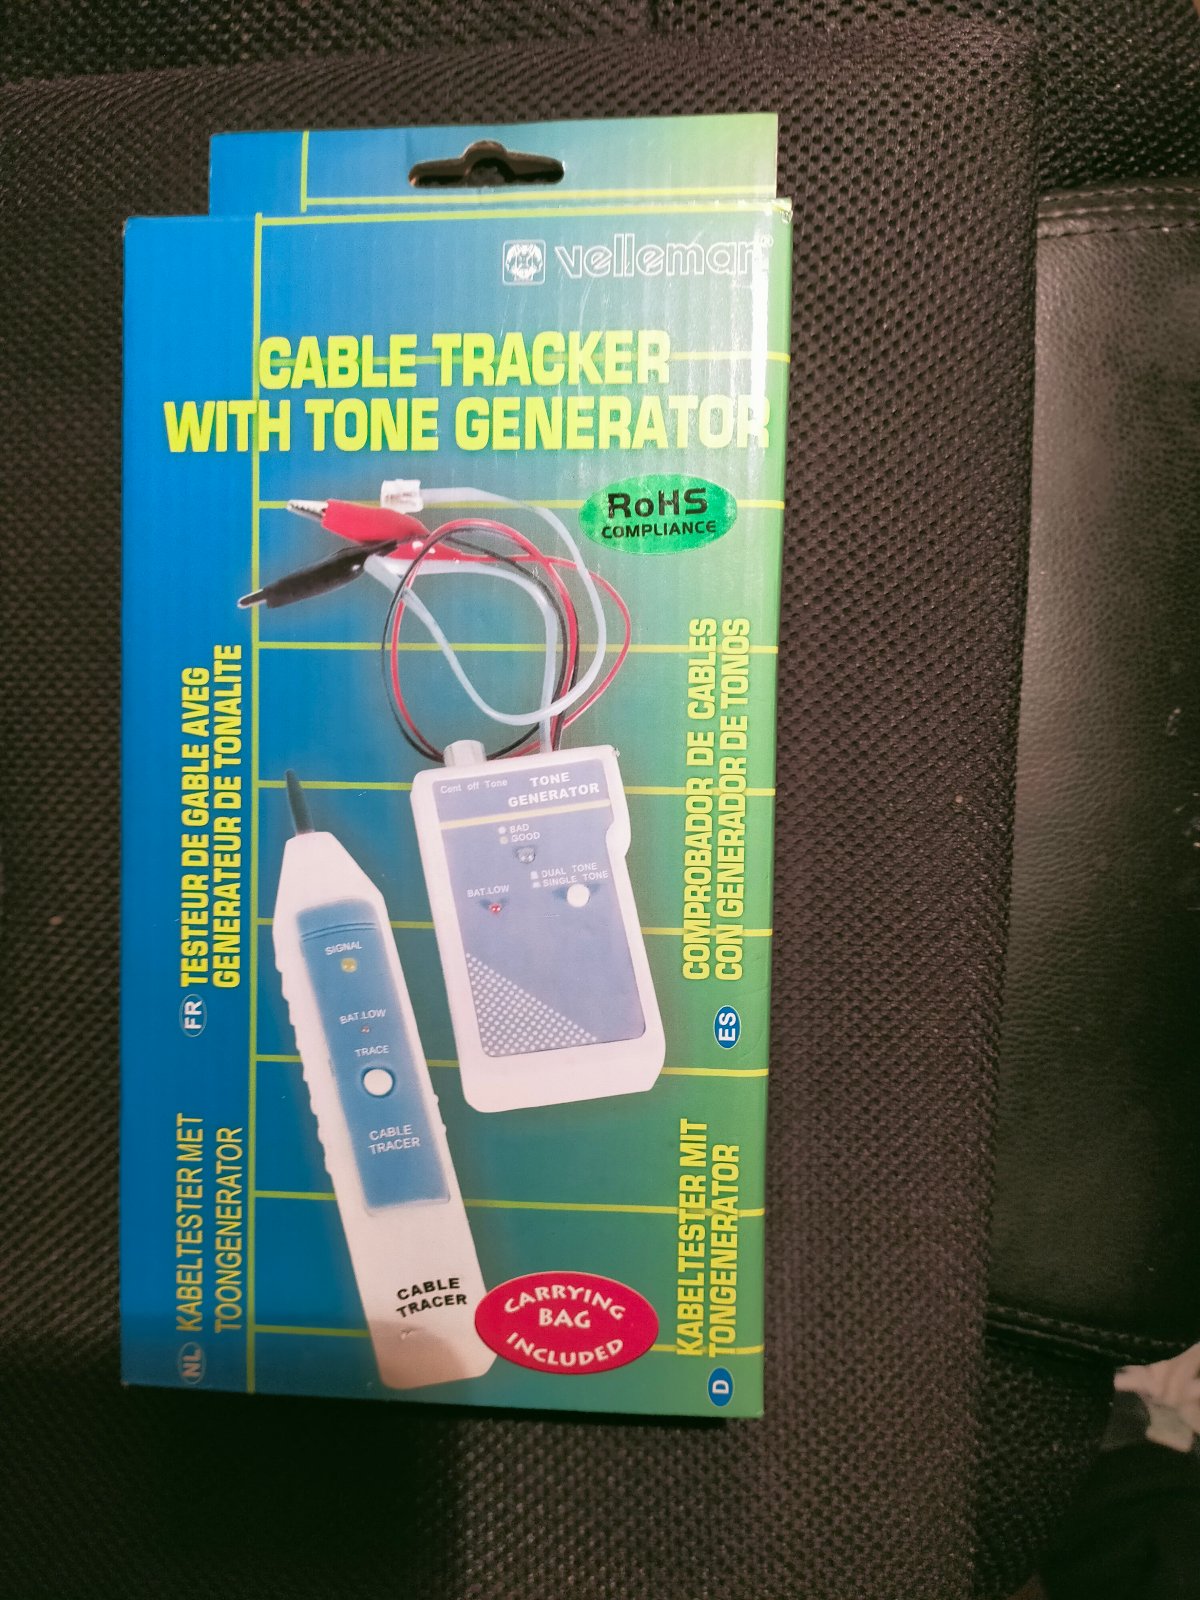 velleman®
CABLE TRACKER
WITH TONE GENERATOR
RoHS
COMPLIANCE
FR TESTEUR DE GABLE AVEG
GENERATEUR DE TONALITE
NL KABELTESTER MET
TOONGENERATOR
Cont off Tone
TONE
GENERATOR
BAD
GOOD
DUAL TONE
SINGLE TONE
BAT.LOW
SIGNAL
BAT.LOW
TRACE
CABLE
TRACER
CABLE
TRACER
CARRYING
BAG
INCLUDED
ES COMPROBADOR DE CABLES
CON GENERADOR DE TONOS
D KABELTESTER MIT
TONGENERATOR